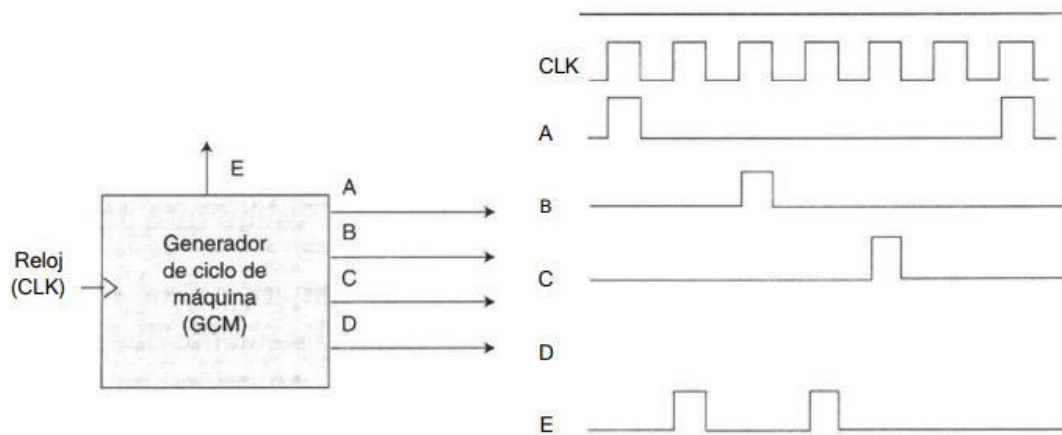 E
A
B
C
D
Reloj
(CLK)
Generador
de ciclo de
máquina
(GCM)
CLK
A
B
C
D
E